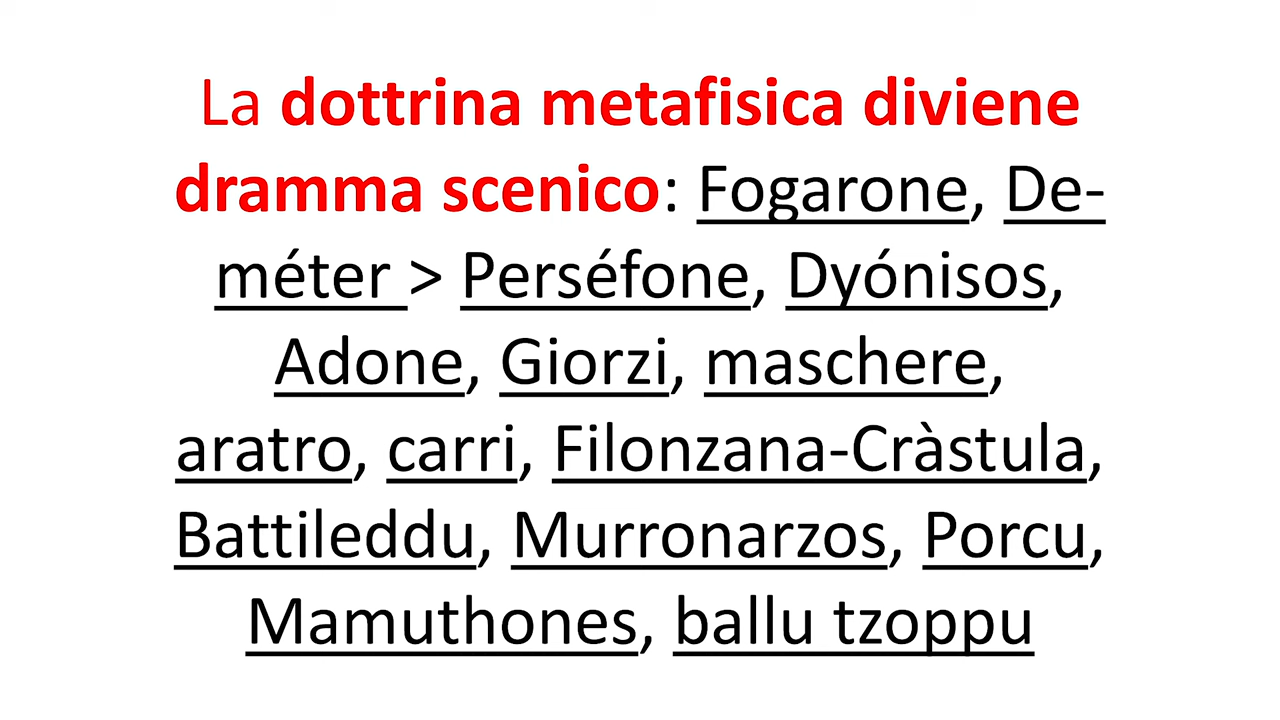 La dottrina metafisica diviene
dramma scenico: Fogarone, De-
méter > Perséfone, Dyónisos,
Adone, Giorzi, maschere,
aratro, carri, Filonzana-Cràstula,
Battileddu, Murronarzos, Porcu,
Mamuthones, ballu tzoppu